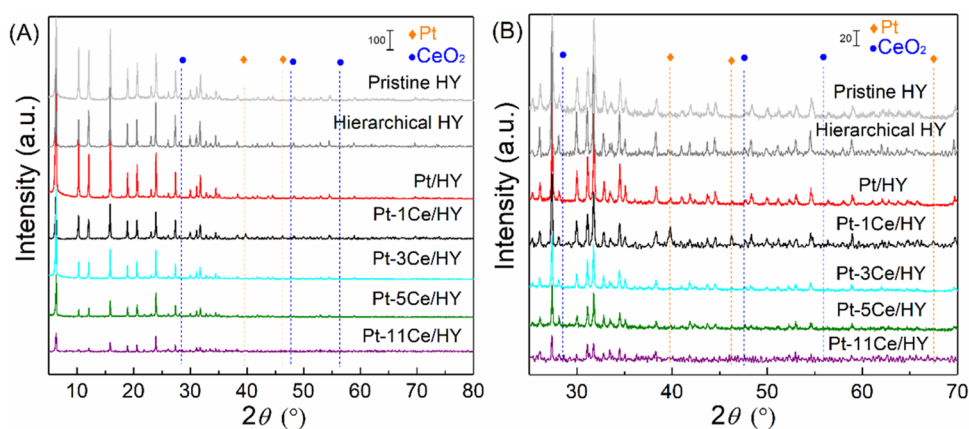 (A)
Intensity (a.u.)
100
Pt
CeO₂
Pristine HY
Hierarchical HY
Pt/HY
Pt-1Ce/HY
Pt-3Ce/HY
Pt-5Ce/HY
Pt-11Ce/HY
10 20 30 40 50 60 70 80
2θ (°)
(B)
Intensity (a.u.)
20
Pt
CeO₂
Pristine HY
Hierarchical HY
Pt/HY
Pt-1Ce/HY
Pt-3Ce/HY
Pt-5Ce/HY
Pt-11Ce/HY
30 40 50 60 70
2θ (°)